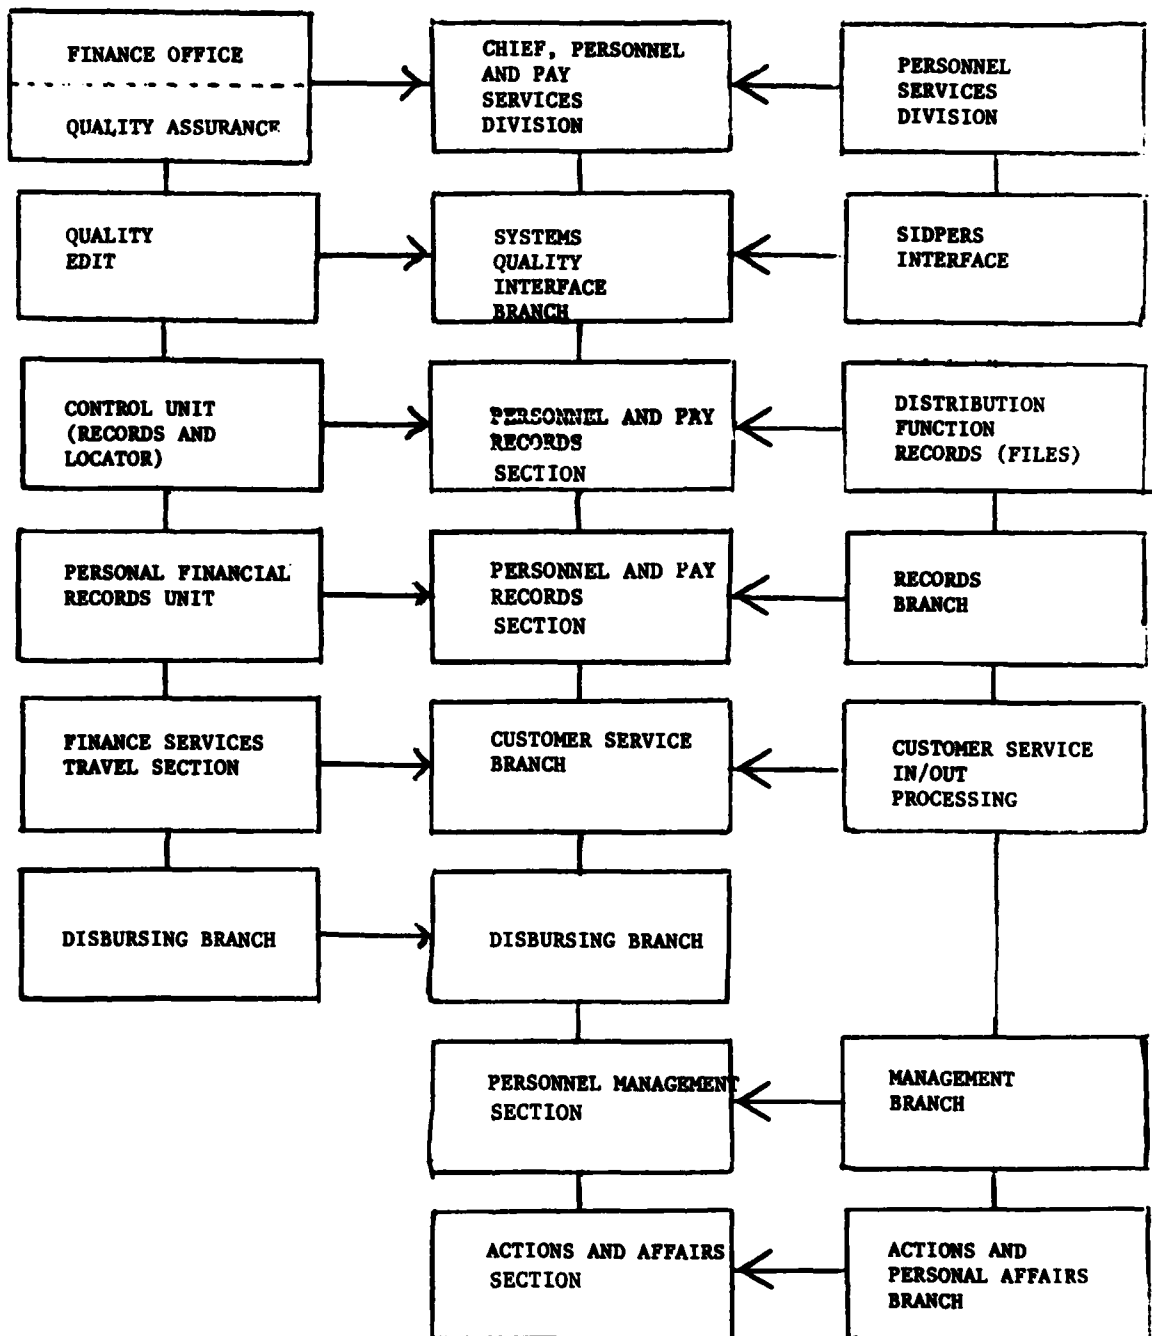 FINANCE OFFICE
QUALITY ASSURANCE
CHIEF, PERSONNEL
AND PAY
SERVICES
DIVISION
PERSONNEL
SERVICES
DIVISION
QUALITY
EDIT
SYSTEMS
QUALITY
INTERFACE
BRANCH
SIDPERS
INTERFACE
CONTROL UNIT
(RECORDS AND
LOCATOR)
PERSONNEL AND PAY
RECORDS
SECTION
DISTRIBUTION
FUNCTION
RECORDS (FILES)
PERSONAL FINANCIAL
RECORDS UNIT
PERSONNEL AND PAY
RECORDS
SECTION
RECORDS
BRANCH
FINANCE SERVICES
TRAVEL SECTION
CUSTOMER SERVICE
BRANCH
CUSTOMER SERVICE
IN/OUT
PROCESSING
DISBURSING BRANCH
DISBURSING BRANCH
PERSONNEL MANAGEMENT
SECTION
MANAGEMENT
BRANCH
ACTIONS AND AFFAIRS
SECTION
ACTIONS AND
PERSONAL AFFAIRS
BRANCH